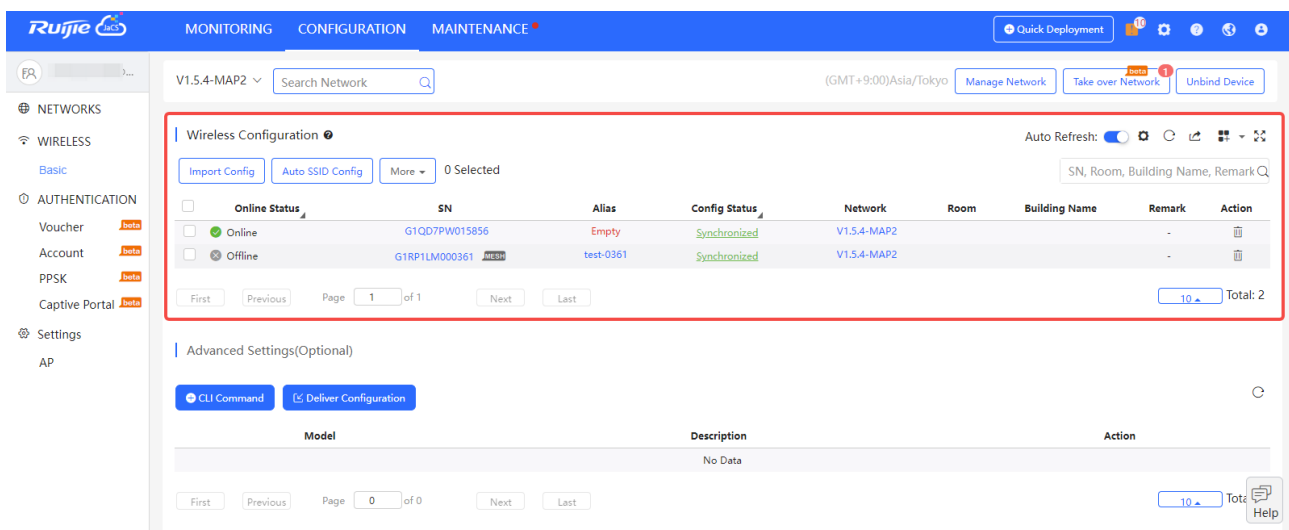 Ruijie JaCS MONITORING CONFIGURATION MAINTENANCE Quick Deployment 10
V1.5.4-MAP2 Search Network (GMT+9:00)Asia/Tokyo Manage Network Take over Network beta 1 Unbind Device
NETWORKS
WIRELESS
Basic
AUTHENTICATION
Voucher beta
Account beta
PPSK beta
Captive Portal beta
Settings
AP
Wireless Configuration Auto Refresh:
Import Config Auto SSID Config More 0 Selected SN, Room, Building Name, Remark
Online Status SN Alias Config Status Network Room Building Name Remark Action
Online G1QD7PW015856 Empty Synchronized V1.5.4-MAP2 -
Offline G1RP1LM000361 MESH test-0361 Synchronized V1.5.4-MAP2 -
First Previous Page 1 of 1 Next Last 10 Total: 2
Advanced Settings(Optional)
CLI Command Deliver Configuration
Model Description Action
No Data
First Previous Page 0 of 0 Next Last 10
Help